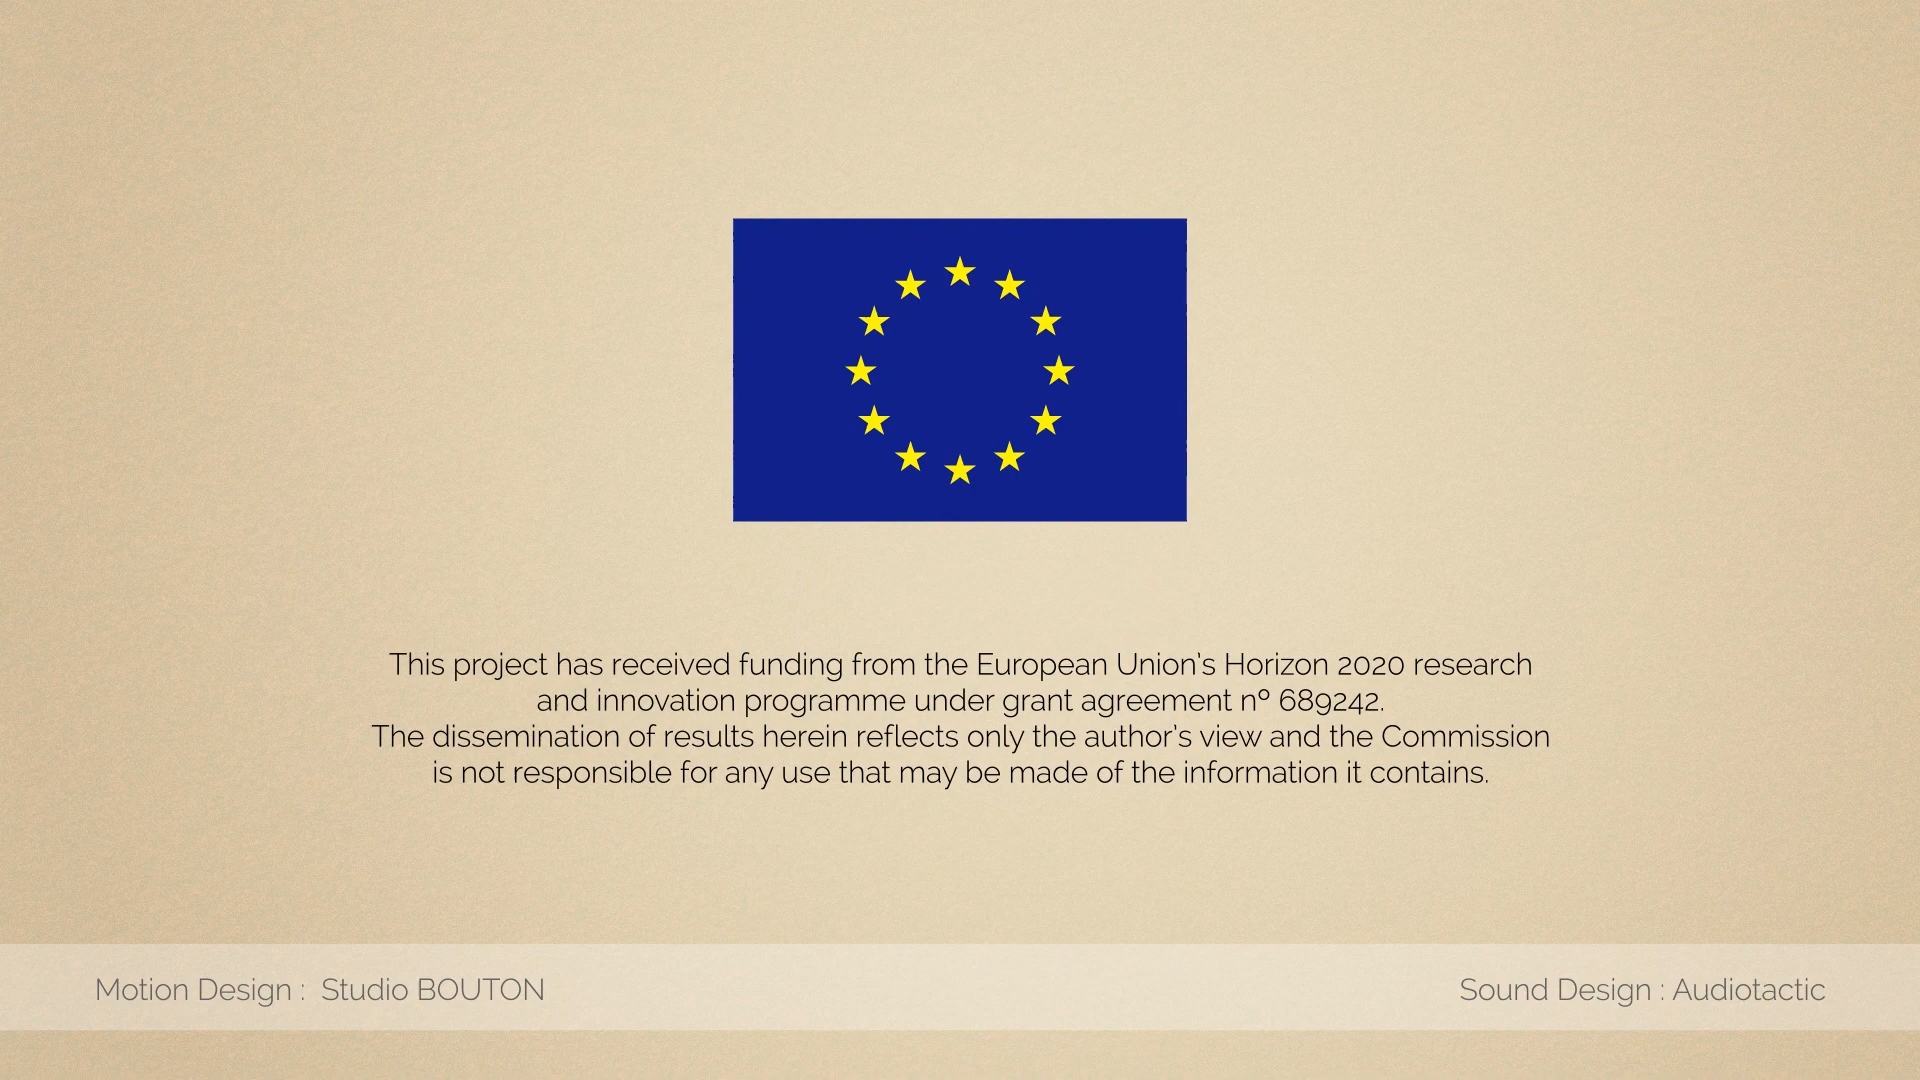 This project has received funding from the European Union's Horizon 2020 research
and innovation programme under grant agreement nº 689242.
The dissemination of results herein reflects only the author's view and the Commission
is not responsible for any use that may be made of the information it contains.
Motion Design :  Studio BOUTON
Sound Design : Audiotactic